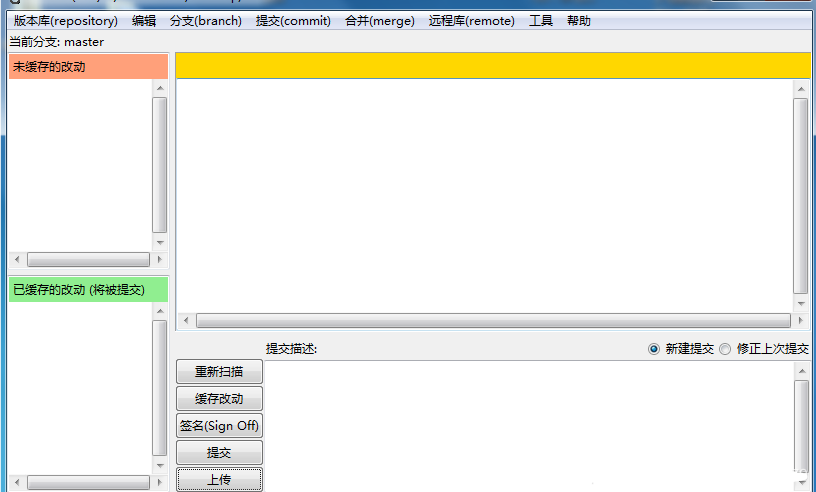 版本库(repository) 编辑 分支(branch) 提交(commit) 合并(merge) 远程库(remote) 工具 帮助
当前分支: master
未缓存的改动
已缓存的改动 (将被提交)
提交描述: 新建提交 修正上次提交
重新扫描
缓存改动
签名(Sign Off)
提交
上传